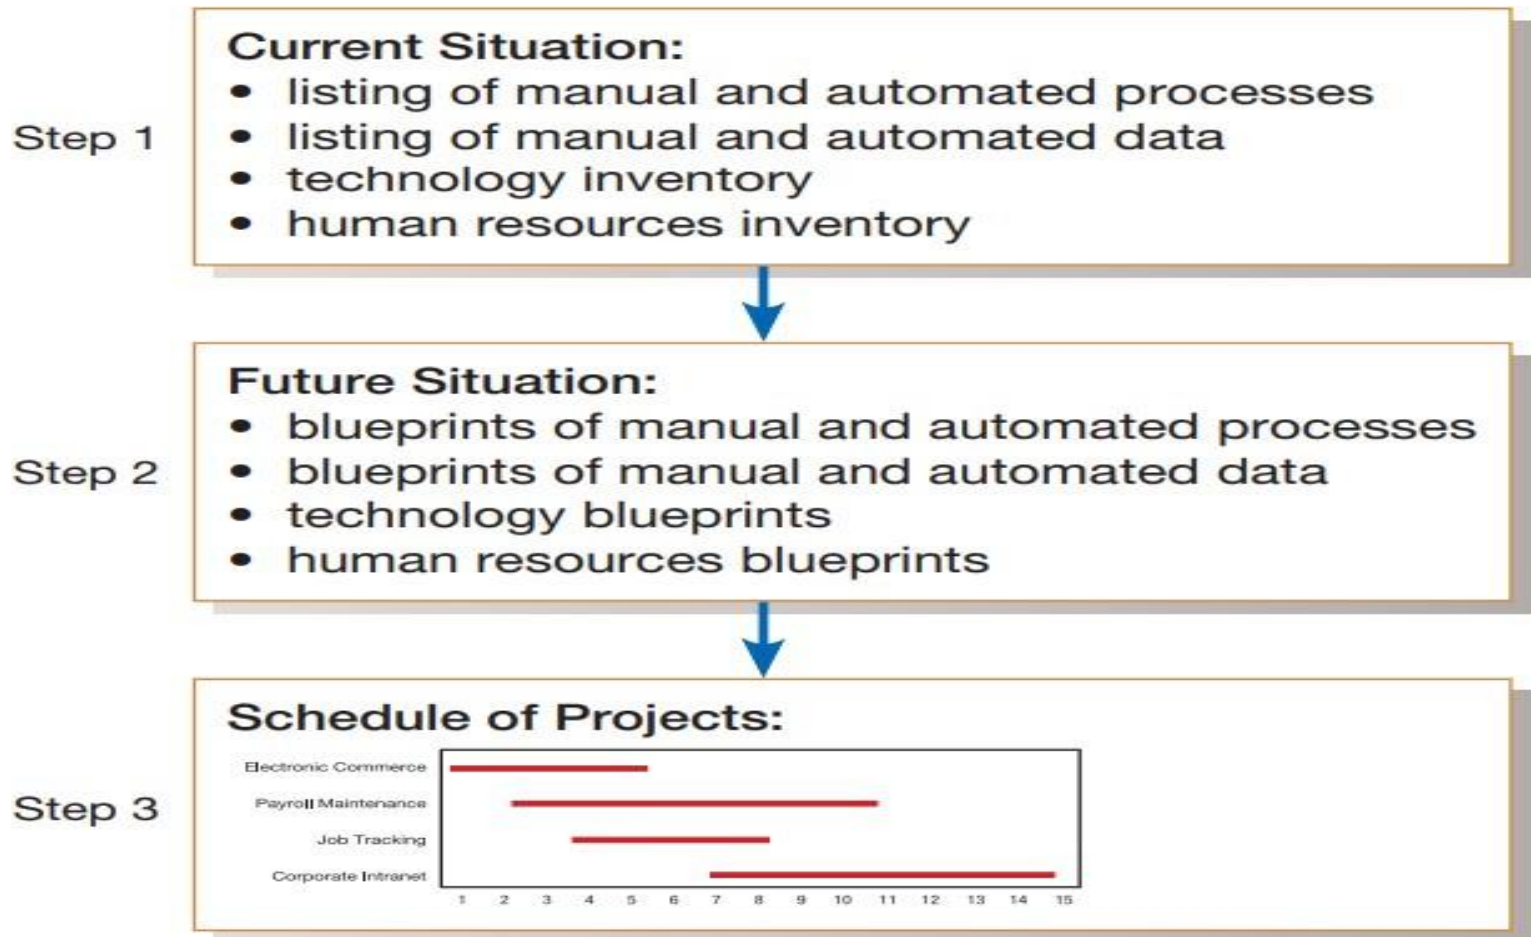 Step 1
Current Situation:
• listing of manual and automated processes
• listing of manual and automated data
• technology inventory
• human resources inventory
Step 2
Future Situation:
• blueprints of manual and automated processes
• blueprints of manual and automated data
• technology blueprints
• human resources blueprints
Step 3
Schedule of Projects:
Electronic Commerce
Payroll Maintenance
Job Tracking
Corporate Intranet
1 2 3 4 5 6 7 8 9 10 11 12 13 14 15